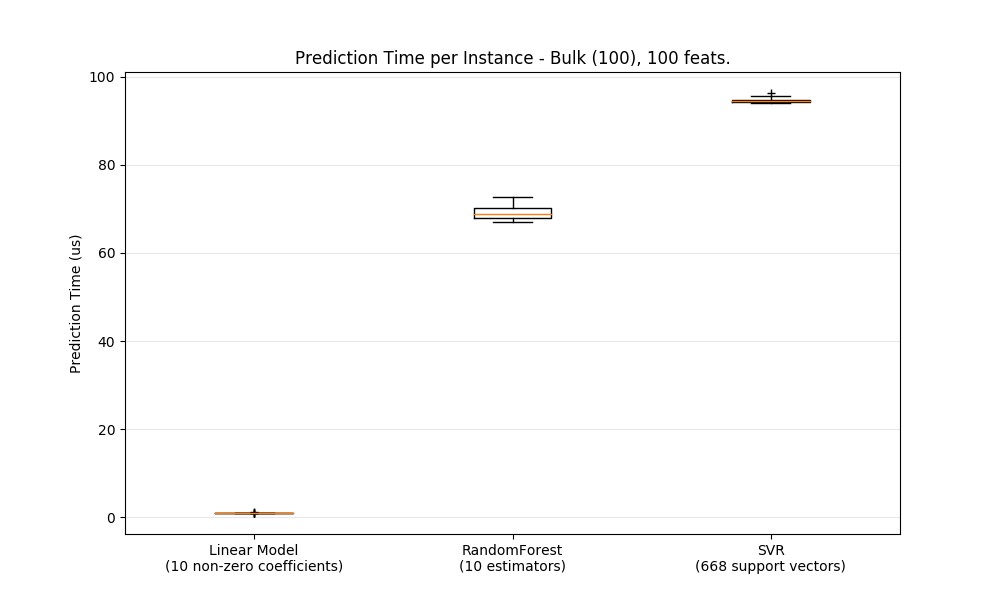 Prediction Time per Instance - Bulk (100), 100 feats.
Prediction Time (us)
100
80
60
40
20
0
Linear Model
(10 non-zero coefficients)
RandomForest
(10 estimators)
SVR
(668 support vectors)